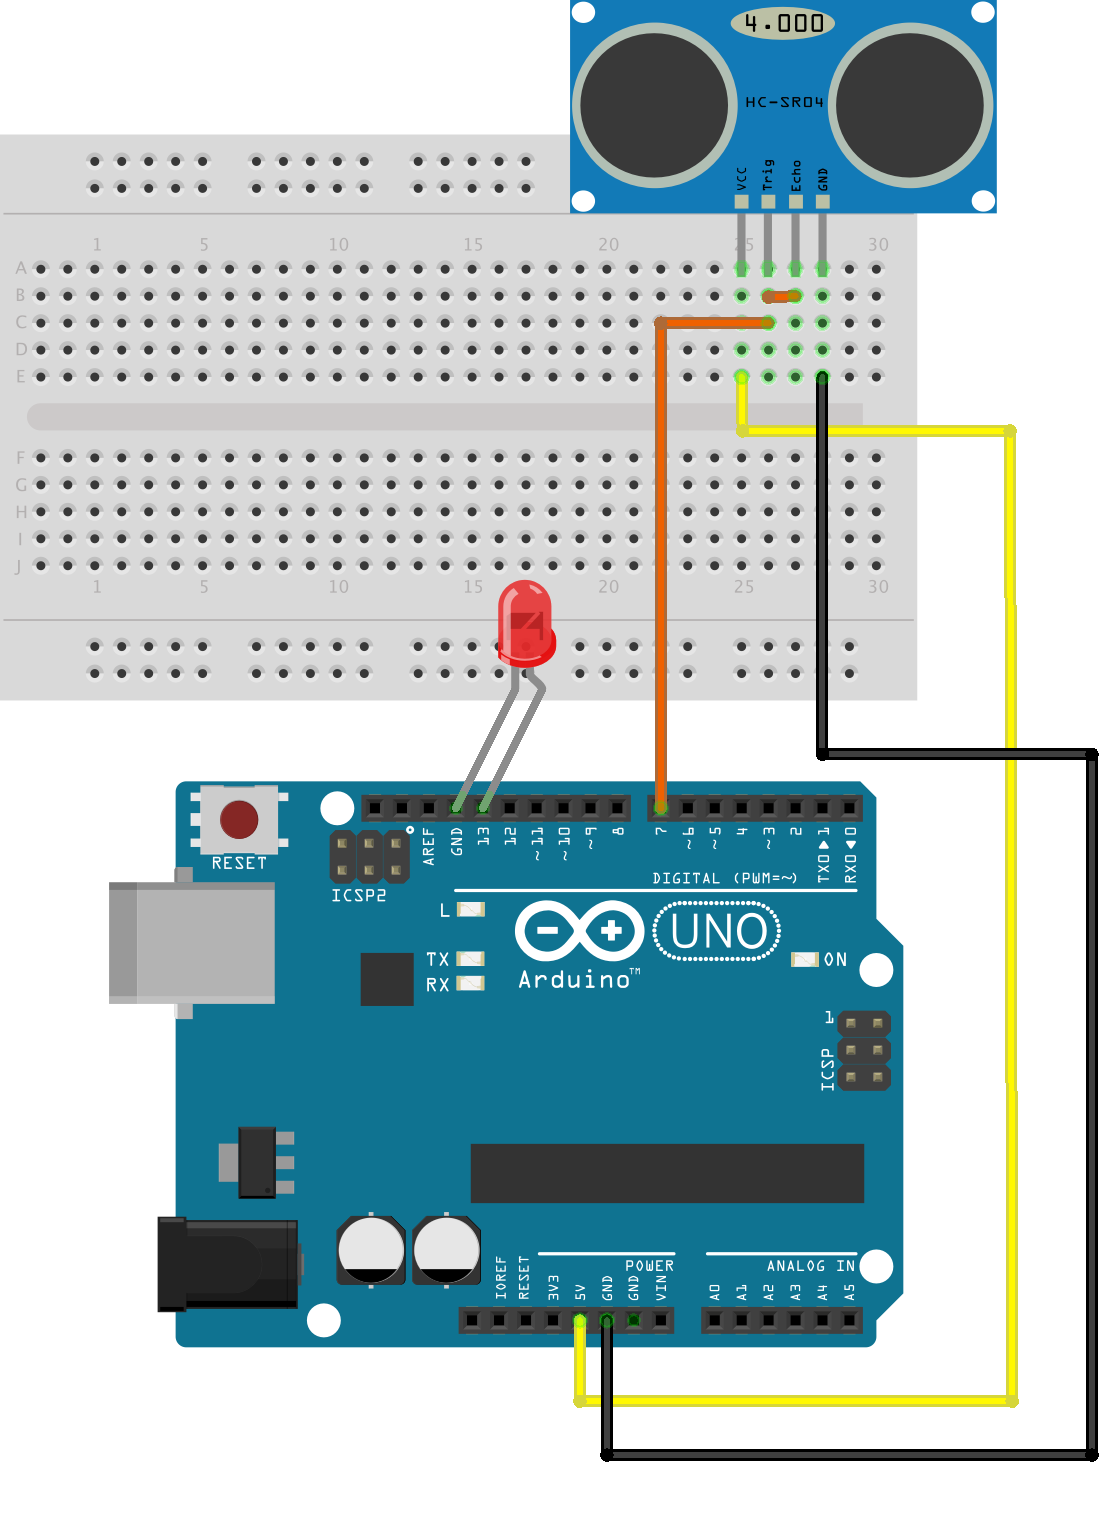 4.000
HC-SR04
VCC Trig Echo GND
1 5 10 15 20 25 30
A
B
C
D
E
F
G
H
I
J
1 5 10 15 20 25 30
RESET
ICSP2
AREF GND 13 12 ~11 ~10 ~9 8 7 ~6 ~5 4 ~3 2 TX0 1 RX0 0
DIGITAL (PWM=~)
L
TX
RX
UNO
Arduino™
ON
1
ICSP
POWER
ANALOG IN
IOREF RESET 3V3 5V GND GND VIN A0 A1 A2 A3 A4 A5